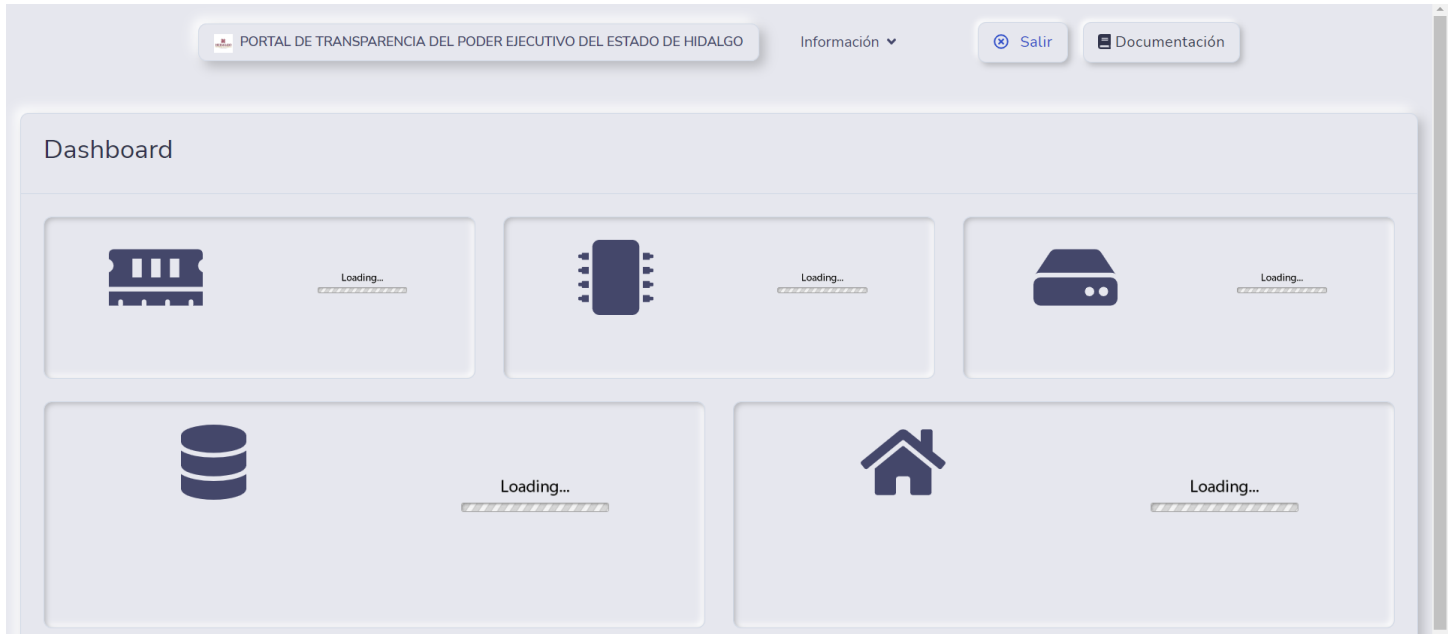 PORTAL DE TRANSPARENCIA DEL PODER EJECUTIVO DEL ESTADO DE HIDALGO
Información
Salir
Documentación
Dashboard
Loading...
Loading...
Loading...
Loading...
Loading...